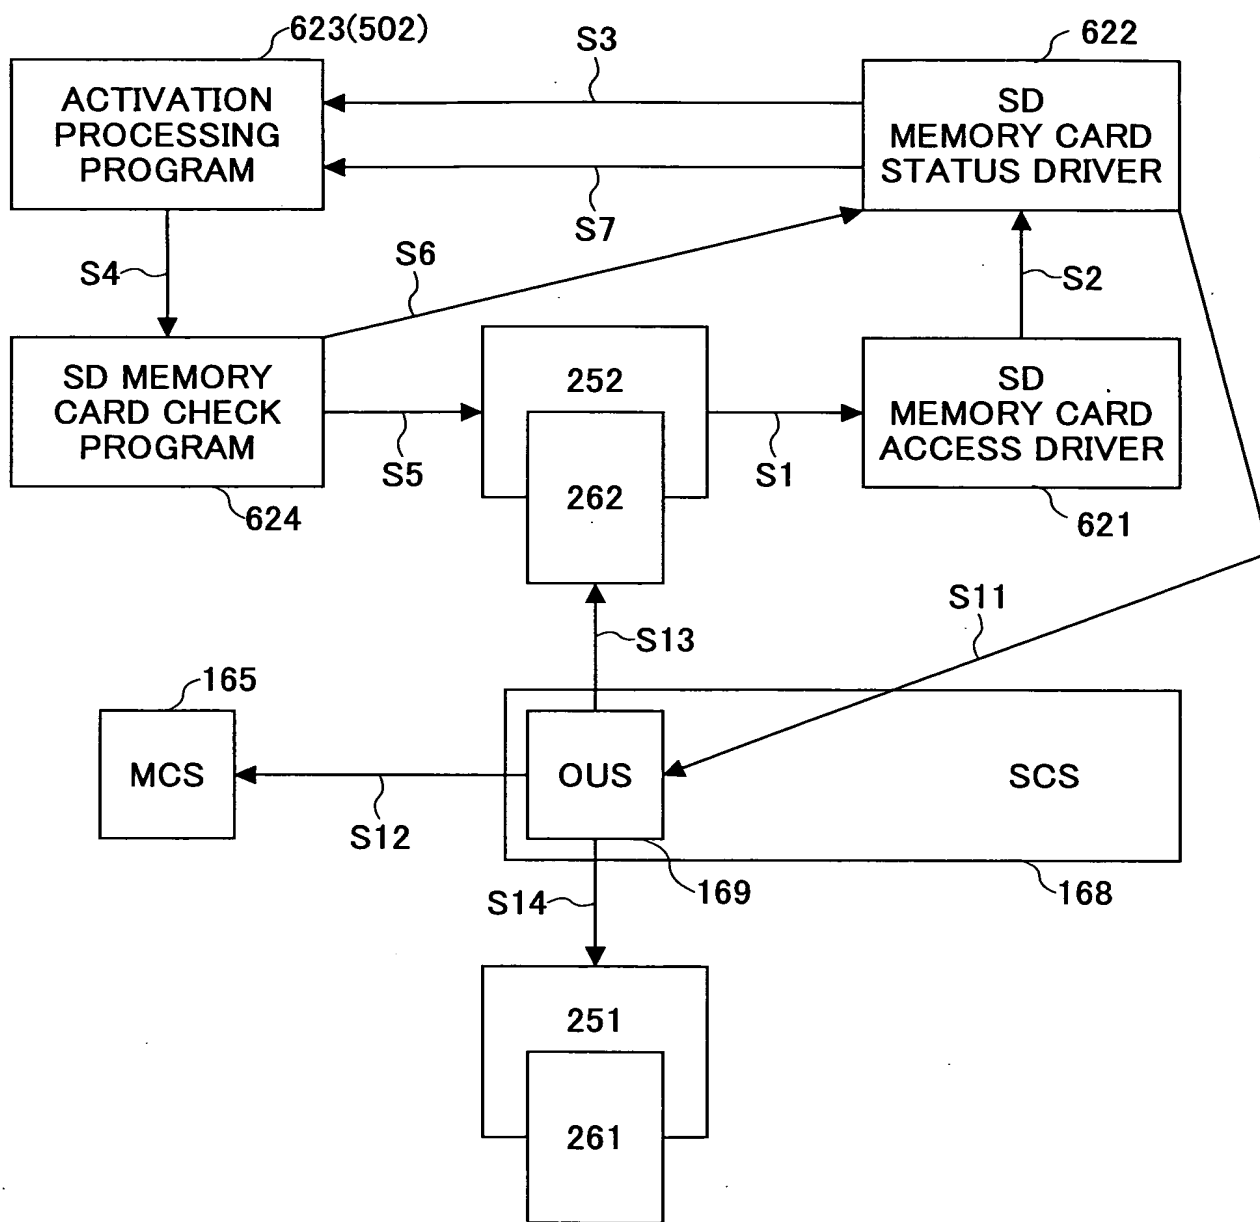 623(502)
S3
622
ACTIVATION
PROCESSING
PROGRAM
SD
MEMORY CARD
STATUS DRIVER
S7
S4
S6
S2
SD MEMORY
CARD CHECK
PROGRAM
252
SD
MEMORY CARD
ACCESS DRIVER
S5
S1
262
624
621
S11
S13
165
MCS
OUS
SCS
S12
S14
169
168
251
261